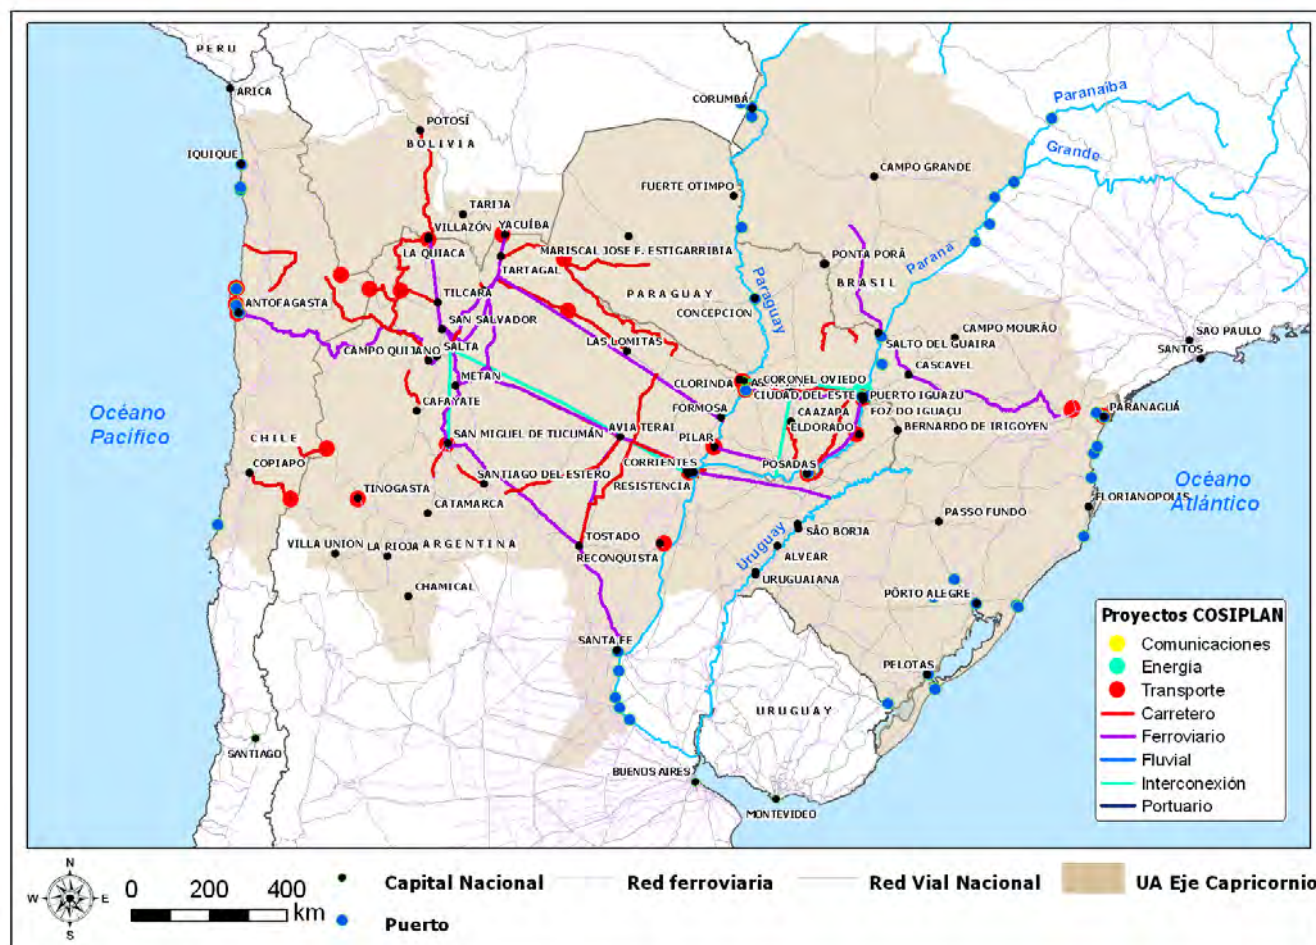 PERU
ARICA
CORUMBÁ
Paranaíba
POTOSÍ
BOLIVIA
Grande
IQUIQUE
CAMPO GRANDE
FUERTE OTIMPO
TARIJA
VILLAZÓN
YACUÍBA
LA QUIACA
MARISCAL JOSE F. ESTIGARRIBIA
PONTA PORÃ
Paraná
TARTAGAL
BRASIL
PARAGUAY
Paraguay
TILCARA
ANTOFAGASTA
CONCEPCION
SAN SALVADOR
CAMPO MOURÃO
SAO PAULO
SALTO DEL GUAIRA
SANTOS
CAMPO QUIJANO
SALTA
LAS LOMITAS
CASCAVEL
METAN
CLORINDA
CORONEL OVIEDO
CIUDAD DEL ESTE
PUERTO IGUAZU
CAFAYATE
FORMOSA
CAAZAPA
FOZ DO IGUAÇU
PARANAGUÁ
Océano
Pacífico
ELDORADO
BERNARDO DE IRIGOYEN
SAN MIGUEL DE TUCUMÁN
AVIA TERAI
CHILE
PILAR
COPIAPO
CORRIENTES
POSADAS
SANTIAGO DEL ESTERO
RESISTENCIA
Océano
Atlántico
TINOGASTA
CATAMARCA
FLORIANOPOLIS
PASSO FUNDO
SÃO BORJA
TOSTADO
VILLA UNION
LA RIOJA
ARGENTINA
RECONQUISTA
Uruguay
ALVEAR
URUGUAIANA
CHAMICAL
PÔRTO ALEGRE
SANTA FE
PELOTAS
URUGUAY
SANTIAGO
BUENOS AIRES
MONTEVIDEO
Proyectos COSIPLAN
Comunicaciones
Energía
Transporte
Carretero
Ferroviario
Fluvial
Interconexión
Portuario
N
W E
S
0 200 400
km
Capital Nacional
Red ferroviaria
Red Vial Nacional
UA Eje Capricornio
Puerto